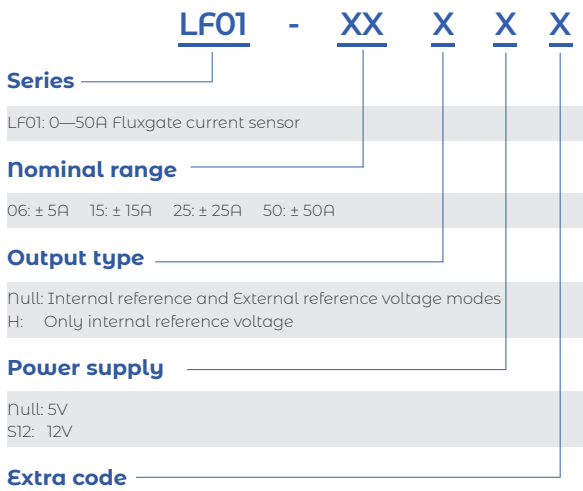 LF01 - XX X X X
Series
LF01: 0—50A Fluxgate current sensor
Nominal range
06: ± 5A 15: ± 15A 25: ± 25A 50: ± 50A
Output type
Null: Internal reference and External reference voltage modes
H: Only internal reference voltage
Power supply
Null: 5V
S12: 12V
Extra code